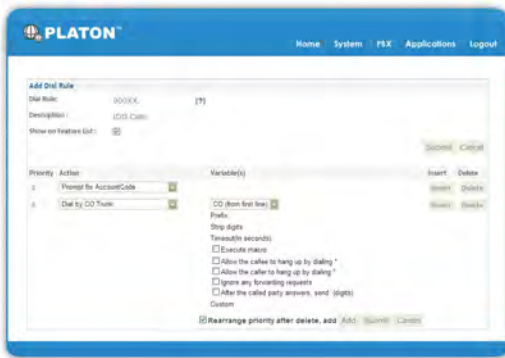 PLATON™
Home System PBX Applications Logout
Add Dial Rule
Dial Rule: [?]
Description : IDD Calls
Show on Feature List :
Submit Cancel
Priority Action Variable(s) Insert Delete
Prompt for AccountCode Insert Delete
Dial by CO Trunk CO (from first line) Insert Delete
Prefix
Strip digits
Timeout(in seconds)
Execute macro
Allow the callee to hang up by dialing *
Allow the caller to hang up by dialing *
Ignore any forwarding requests
After the called party answers, send (digits)
Custom
Rearrange priority after delete, add Add Submit Cancel